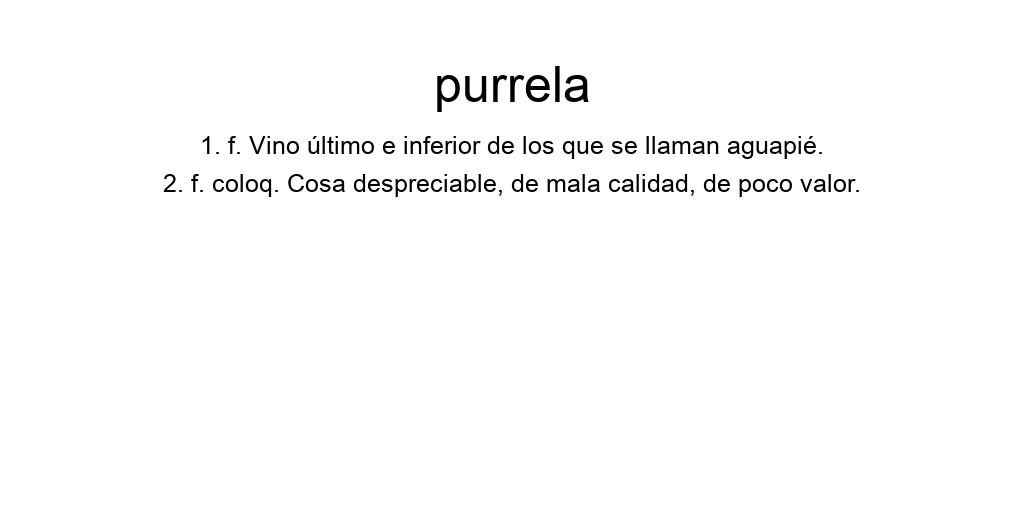 purrela
1. f. Vino último e inferior de los que se llaman aguapié.
2. f. coloq. Cosa despreciable, de mala calidad, de poco valor.